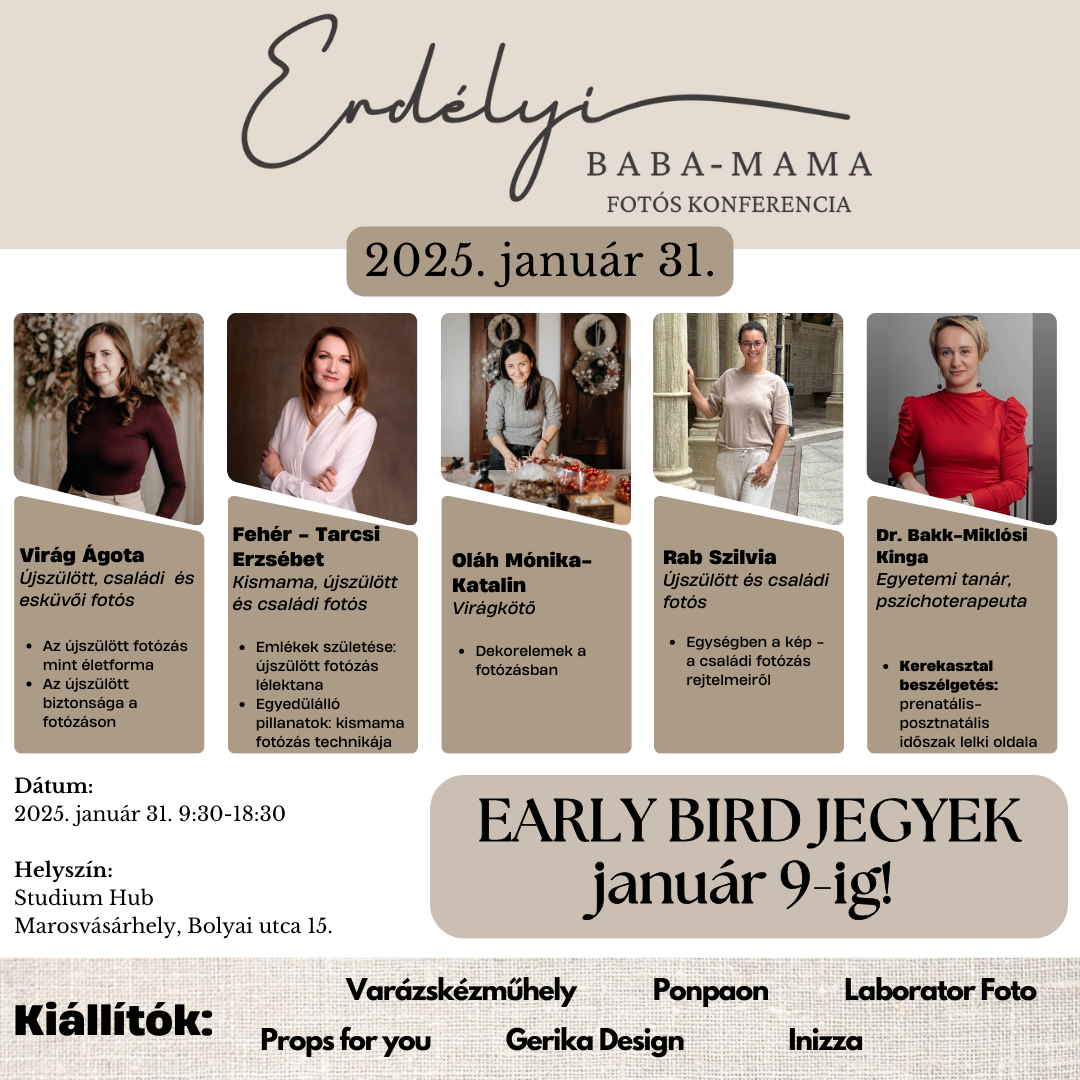 Erdélyi
BABA-MAMA
FOTÓS KONFERENCIA
2025. január 31.
Virág Ágota
Újszülött, családi és
esküvői fotós
Az újszülött fotózás
mint életforma
Az újszülött
biztonsága a
fotózáson
Fehér - Tarcsi
Erzsébet
Kismama, újszülött
és családi fotós
Emlékek születése:
újszülött fotózás
lélektana
Egyedülálló
pillanatok: kismama
fotózás technikája
Oláh Mónika-
Katalin
Virágkötő
Dekorelemek a
fotózásban
Rab Szilvia
Újszülött és családi
fotós
Egységben a kép -
a családi fotózás
rejtelmeiről
Dr. Bakk-Miklósi
Kinga
Egyetemi tanár,
pszichoterapeuta
Kerekasztal
beszélgetés:
prenatális-
posztnatális
időszak lelki oldala
Dátum:
2025. január 31. 9:30-18:30
Helyszín:
Studium Hub
Marosvásárhely, Bolyai utca 15.
EARLY BIRD JEGYEK
január 9-ig!
Kiállítók:
Varázskézműhely Ponpaon Laborator Foto
Props for you Gerika Design Inizza